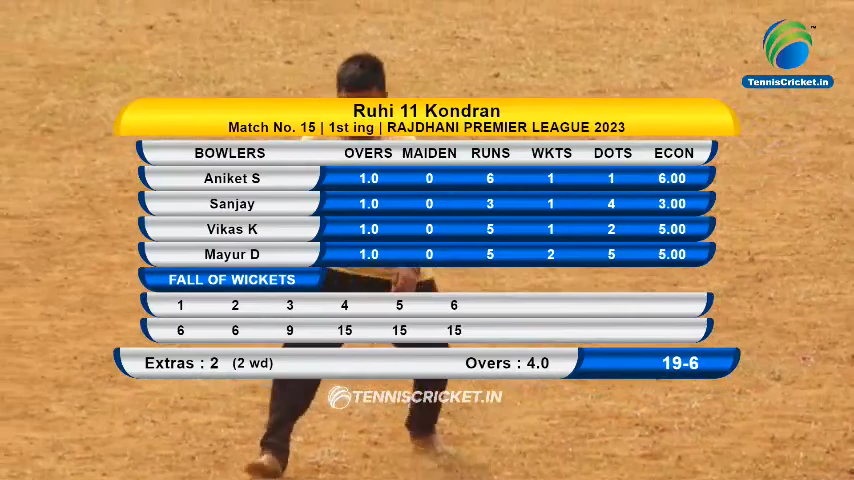 TennisCricket.in
Ruhi 11 Kondran
Match No. 15 | 1st ing | RAJDHANI PREMIER LEAGUE 2023
BOWLERS OVERS MAIDEN RUNS WKTS DOTS ECON
Aniket S 1.0 0 6 1 1 6.00
Sanjay 1.0 0 3 1 4 3.00
Vikas K 1.0 0 5 1 2 5.00
Mayur D 1.0 0 5 2 5 5.00
FALL OF WICKETS
1 2 3 4 5 6
6 6 9 15 15 15
Extras : 2 (2 wd) Overs : 4.0 19-6
TENNISCRICKET.IN